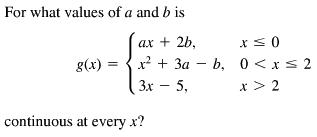 For what values of a and b is
ax + 2b, x ≤ 0
g(x) = { x² + 3a − b, 0 < x ≤ 2
3x − 5, x > 2
continuous at every x?